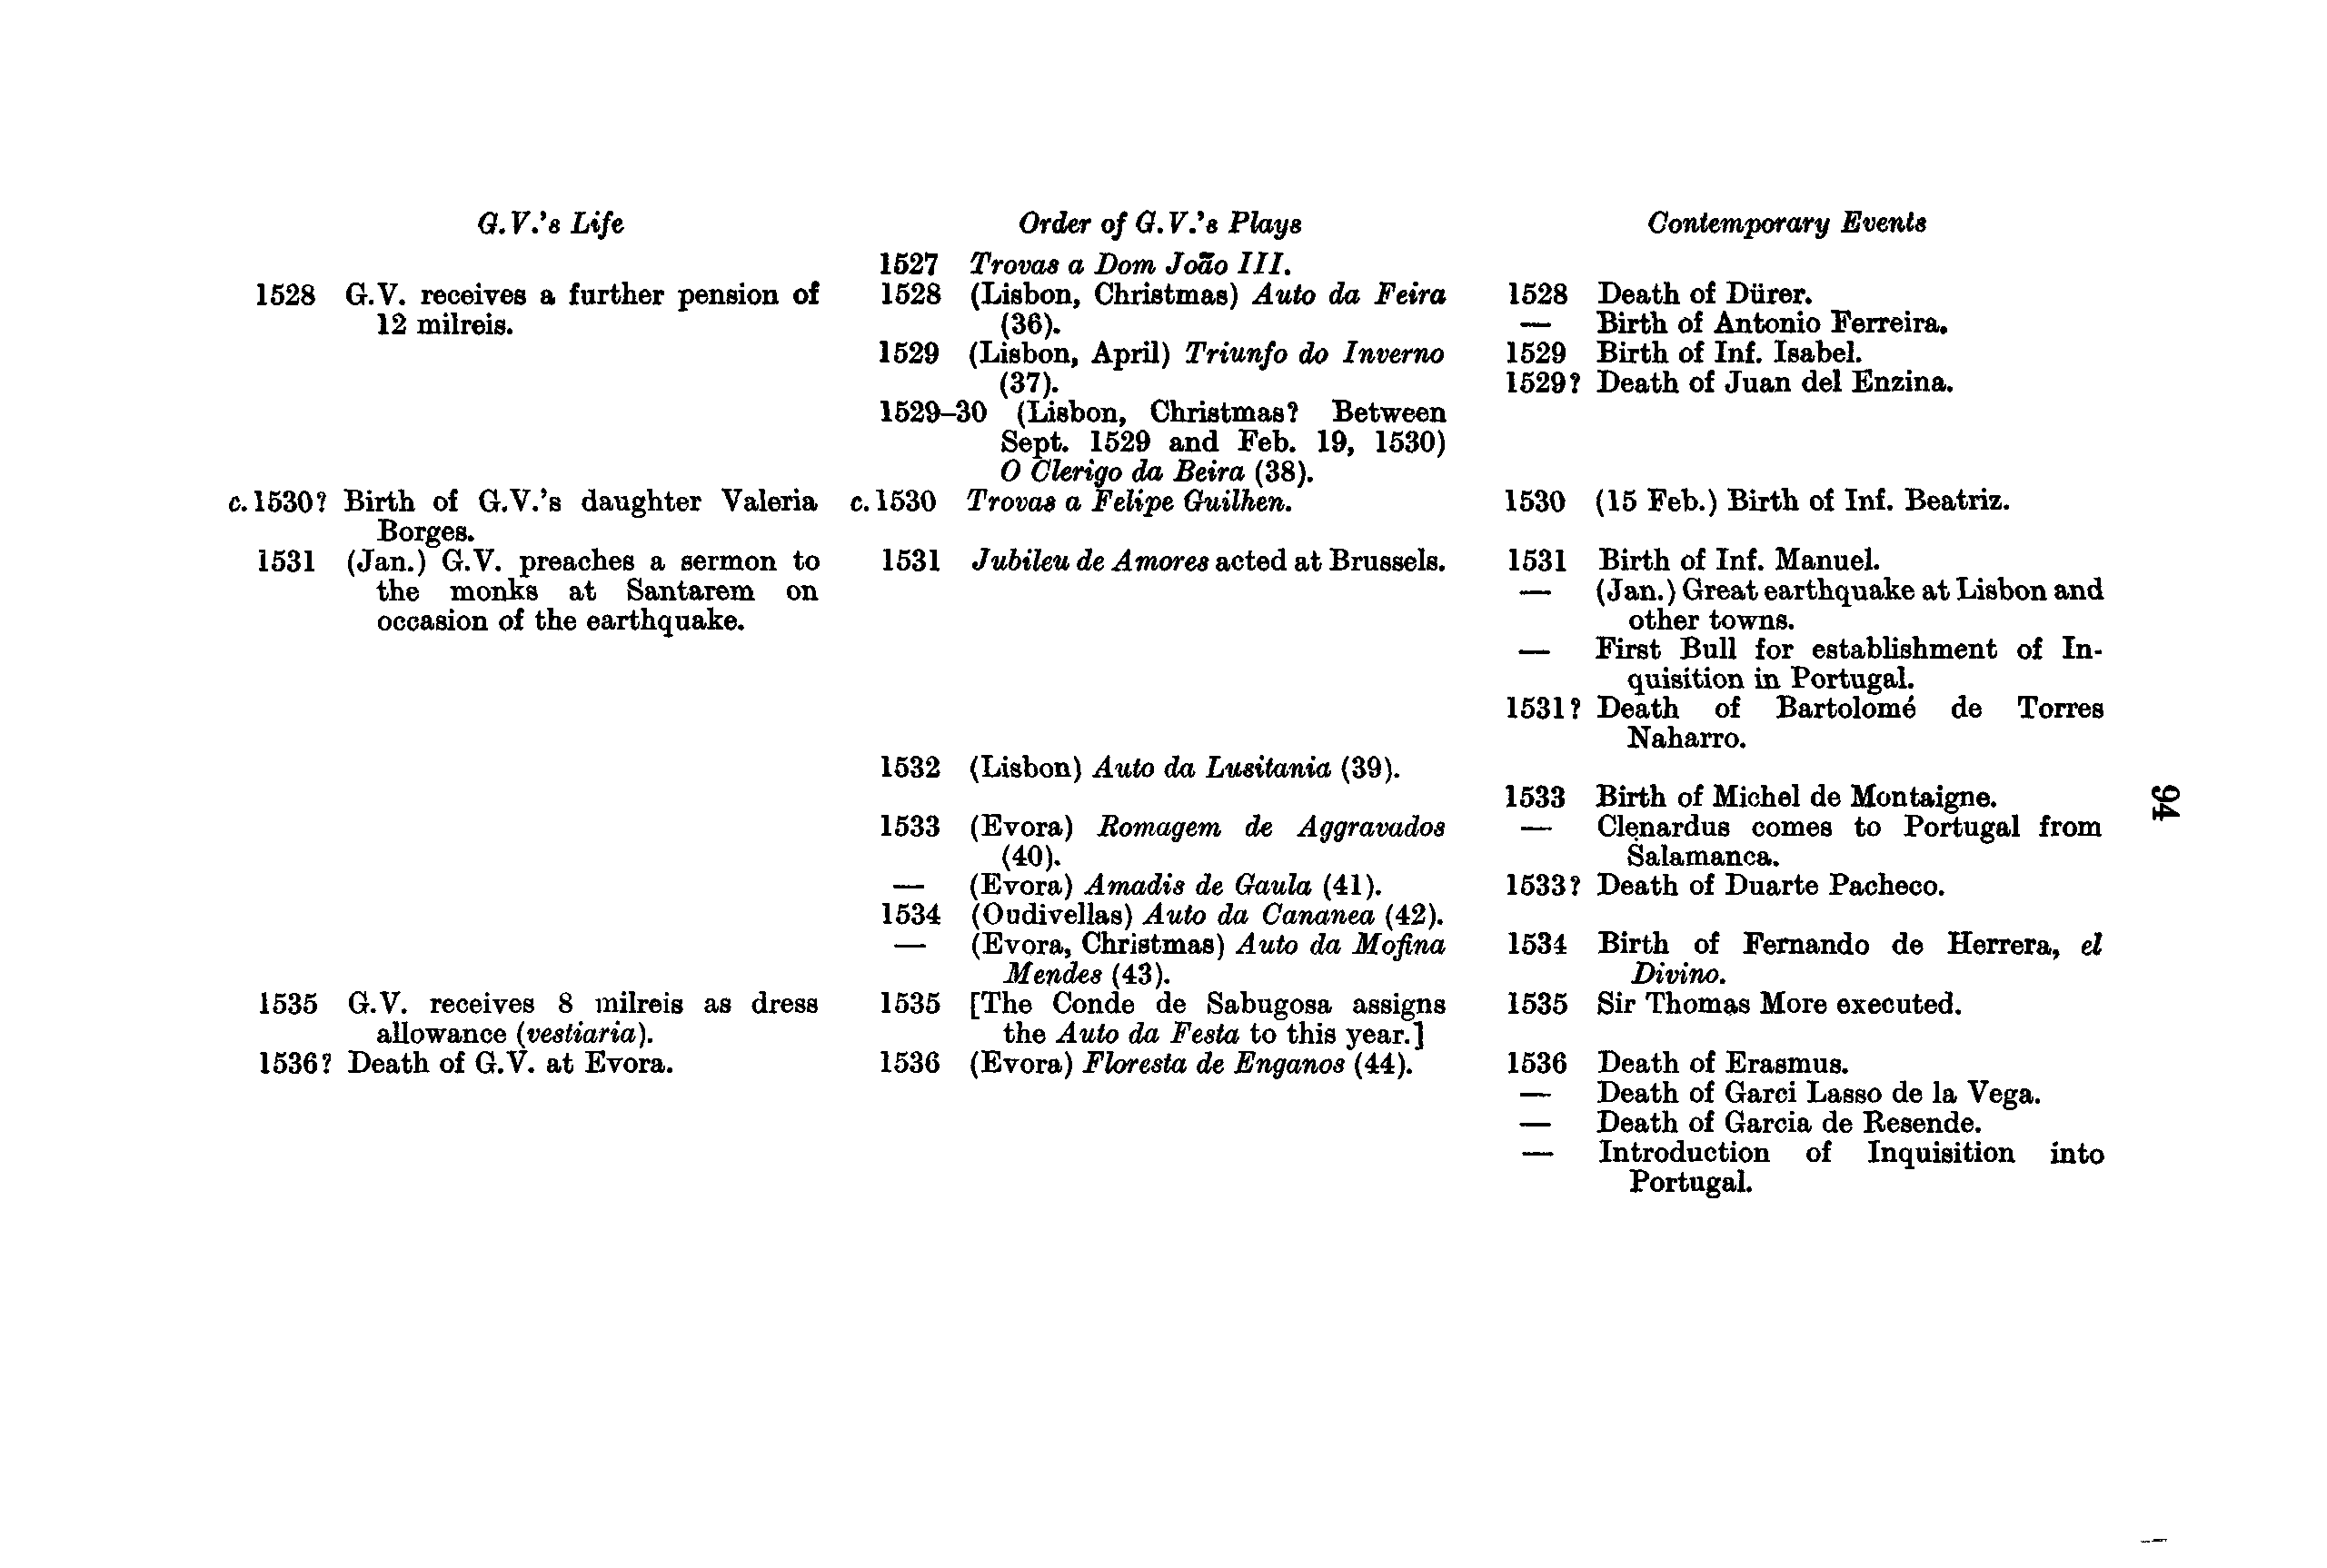 G. V.'s Life
1528 G.V. receives a further pension of
12 milreis.
c. 1530? Birth of G.V.'s daughter Valeria
Borges.
1531 (Jan.) G.V. preaches a sermon to
the monks at Santarem on
occasion of the earthquake.
1535 G.V. receives 8 milreis as dress
allowance (vestiaria).
1536? Death of G.V. at Evora.
Order of G. V.'s Plays
1527 Trovas a Dom João III.
1528 (Lisbon, Christmas) Auto da Feira
(36).
1529 (Lisbon, April) Triunfo do Inverno
(37).
1529–30 (Lisbon, Christmas? Between
Sept. 1529 and Feb. 19, 1530)
O Clerigo da Beira (38).
c. 1530 Trovas a Felipe Guilhen.
1531 Jubileu de Amores acted at Brussels.
1532 (Lisbon) Auto da Lusitania (39).
1533 (Evora) Romagem de Aggravados
(40).
— (Evora) Amadis de Gaula (41).
1534 (Oudivellas) Auto da Cananea (42).
— (Evora, Christmas) Auto da Mofina
Mendes (43).
1535 [The Conde de Sabugosa assigns
the Auto da Festa to this year.]
1536 (Evora) Floresta de Enganos (44).
Contemporary Events
1528 Death of Dürer.
— Birth of Antonio Ferreira.
1529 Birth of Inf. Isabel.
1529? Death of Juan del Enzina.
1530 (15 Feb.) Birth of Inf. Beatriz.
1531 Birth of Inf. Manuel.
— (Jan.) Great earthquake at Lisbon and
other towns.
— First Bull for establishment of In-
quisition in Portugal.
1531? Death of Bartolomé de Torres
Naharro.
1533 Birth of Michel de Montaigne.
— Clenardus comes to Portugal from
Salamanca.
1533? Death of Duarte Pacheco.
1534 Birth of Fernando de Herrera, el
Divino.
1535 Sir Thomas More executed.
1536 Death of Erasmus.
— Death of Garci Lasso de la Vega.
— Death of Garcia de Resende.
— Introduction of Inquisition into
Portugal.
94